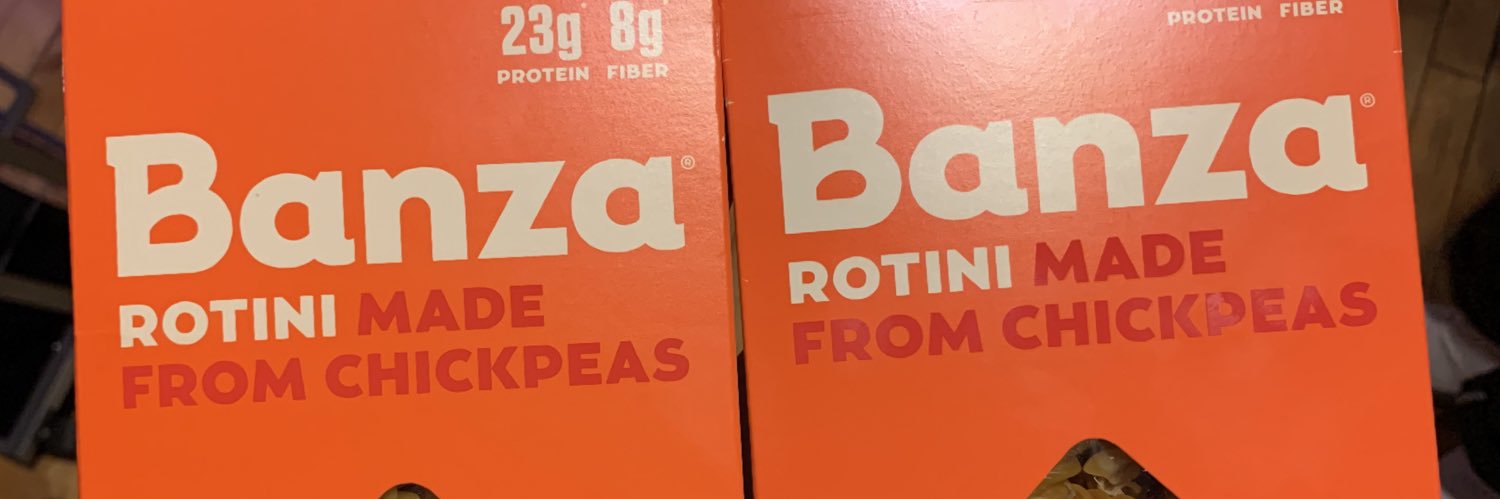 23g 8g
PROTEIN FIBER
Banza®
ROTINI MADE
FROM CHICKPEAS
PROTEIN FIBER
Banza®
ROTINI MADE
FROM CHICKPEAS